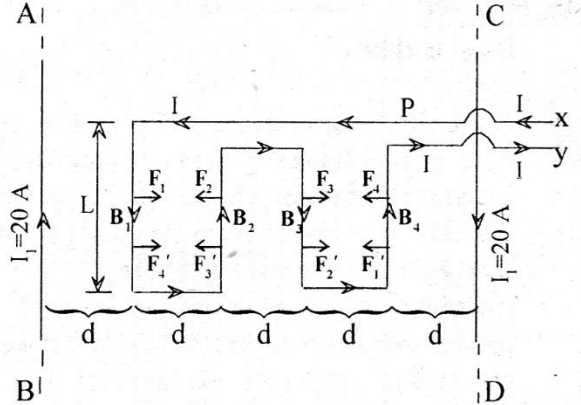 A C
I P I x
I I y
F₁ F₂ F₃ F₄
L B₁ B₂ B₃ B₄
F₄′ F₃′ F₂′ F₁′
I₁=20 A I₁=20 A
d d d d d
B D